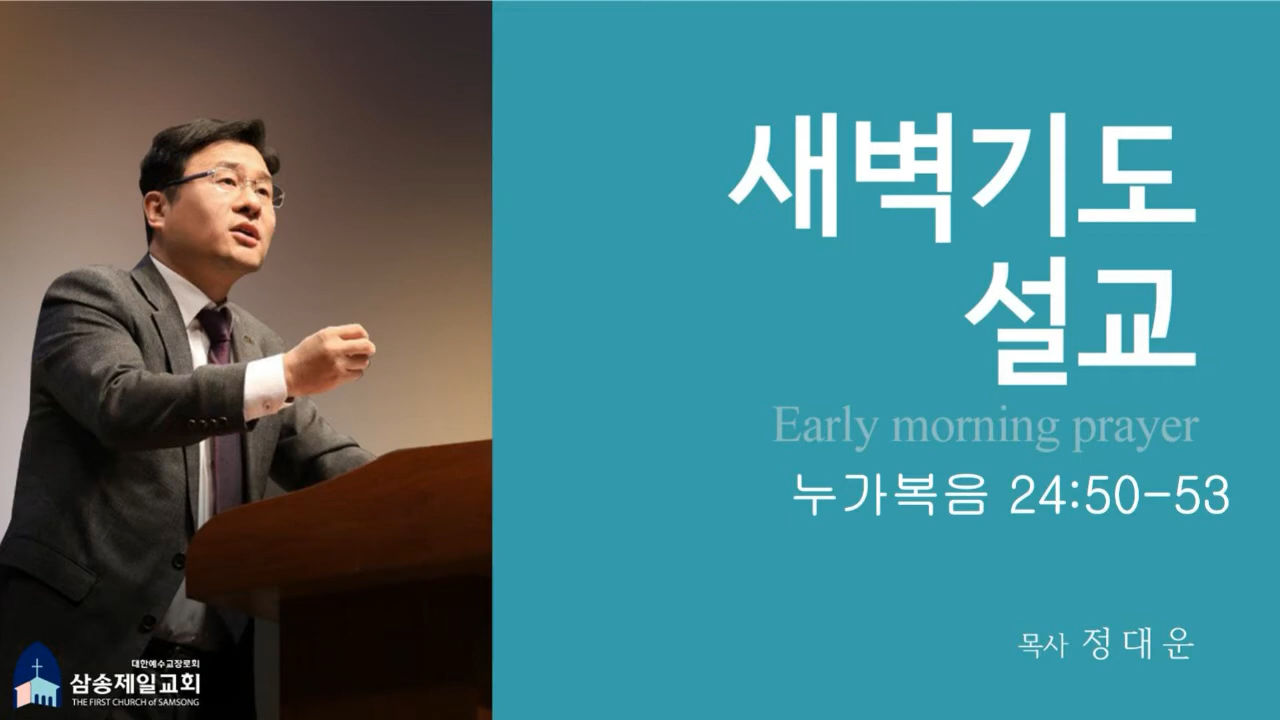 새벽기도
설교
Early morning prayer
누가복음 24:50-53
목사 정대운
대한예수교장로회
삼송제일교회
THE FIRST CHURCH of SAMSONG